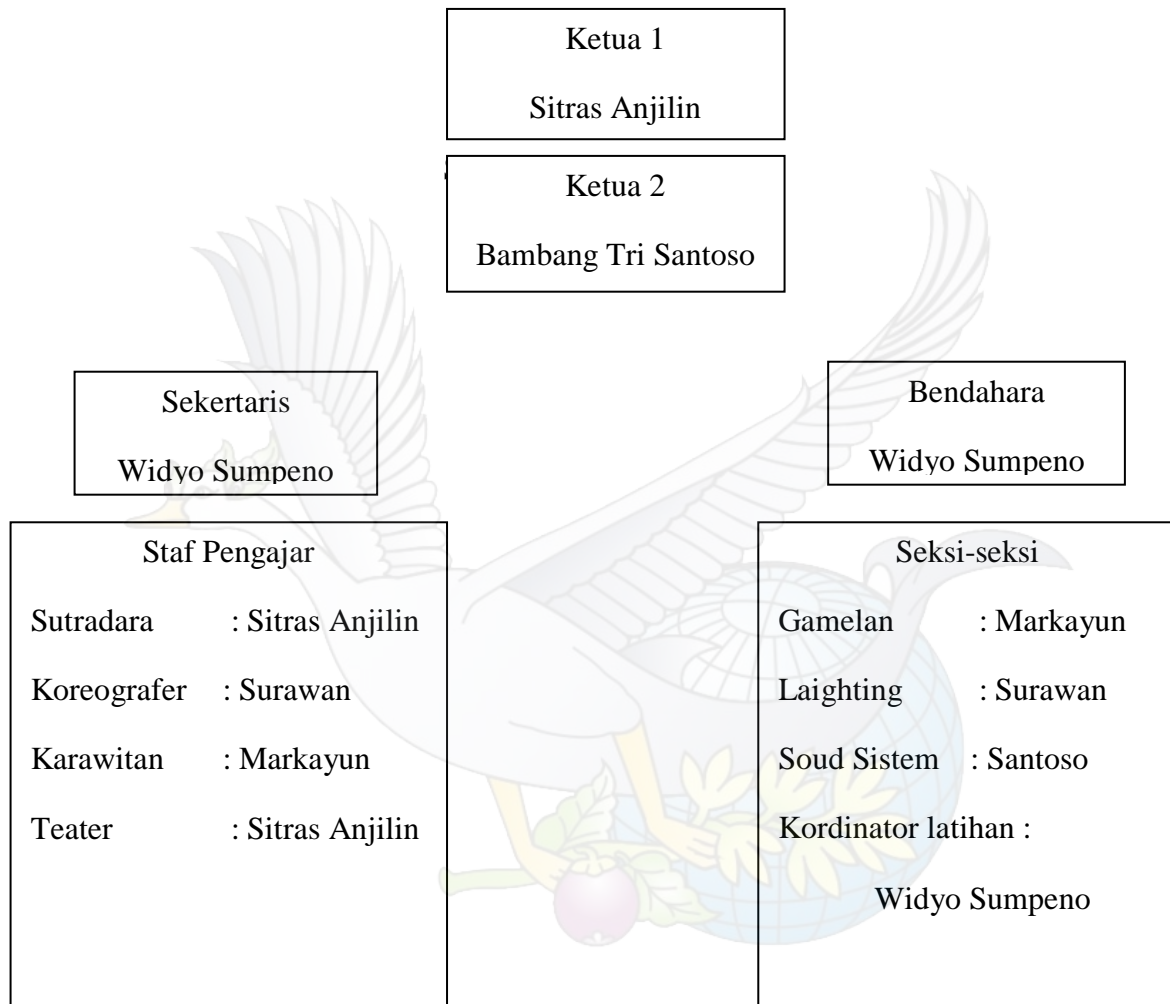 Ketua 1
Sitras Anjilin
Ketua 2
Bambang Tri Santoso
Sekertaris
Widyo Sumpeno
Bendahara
Widyo Sumpeno
Staf Pengajar
Sutradara : Sitras Anjilin
Koreografer : Surawan
Karawitan : Markayun
Teater : Sitras Anjilin
Seksi-seksi
Gamelan : Markayun
Laighting : Surawan
Soud Sistem : Santoso
Kordinator latihan :
Widyo Sumpeno